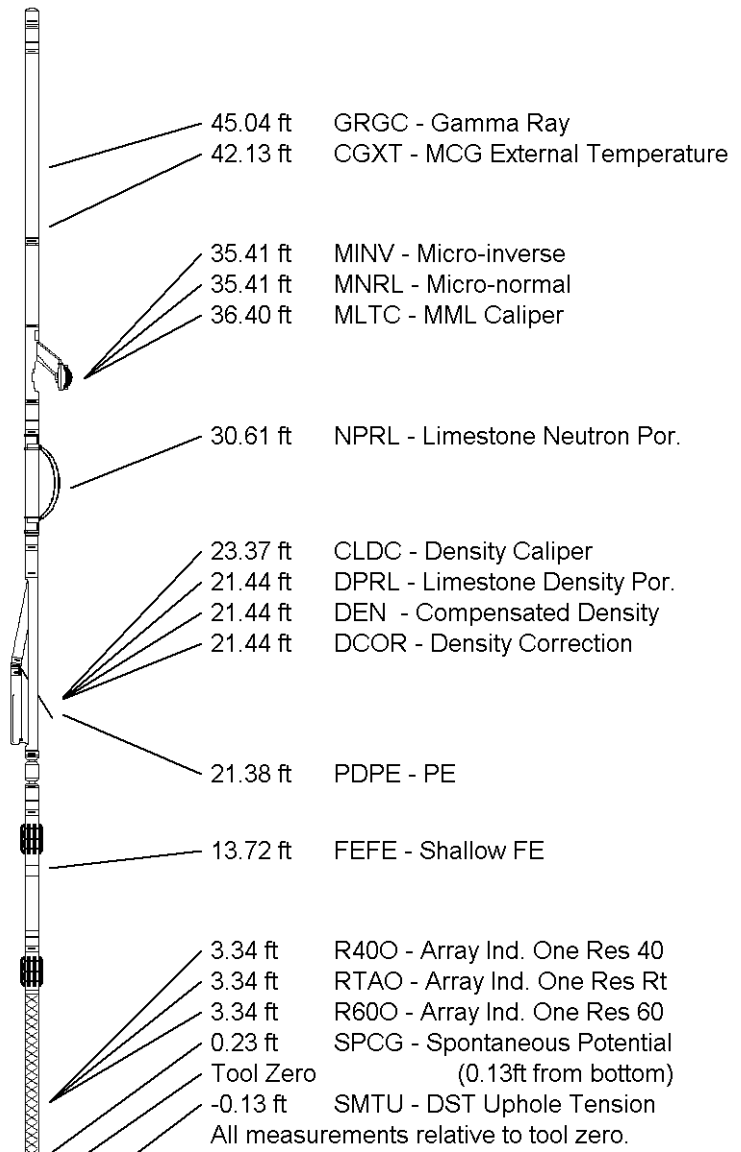 45.04 ft GRGC - Gamma Ray
42.13 ft CGXT - MCG External Temperature
35.41 ft MINV - Micro-inverse
35.41 ft MNRL - Micro-normal
36.40 ft MLTC - MML Caliper
30.61 ft NPRL - Limestone Neutron Por.
23.37 ft CLDC - Density Caliper
21.44 ft DPRL - Limestone Density Por.
21.44 ft DEN - Compensated Density
21.44 ft DCOR - Density Correction
21.38 ft PDPE - PE
13.72 ft FEFE - Shallow FE
3.34 ft R40O - Array Ind. One Res 40
3.34 ft RTAO - Array Ind. One Res Rt
3.34 ft R60O - Array Ind. One Res 60
0.23 ft SPCG - Spontaneous Potential
Tool Zero (0.13ft from bottom)
-0.13 ft SMTU - DST Uphole Tension
All measurements relative to tool zero.